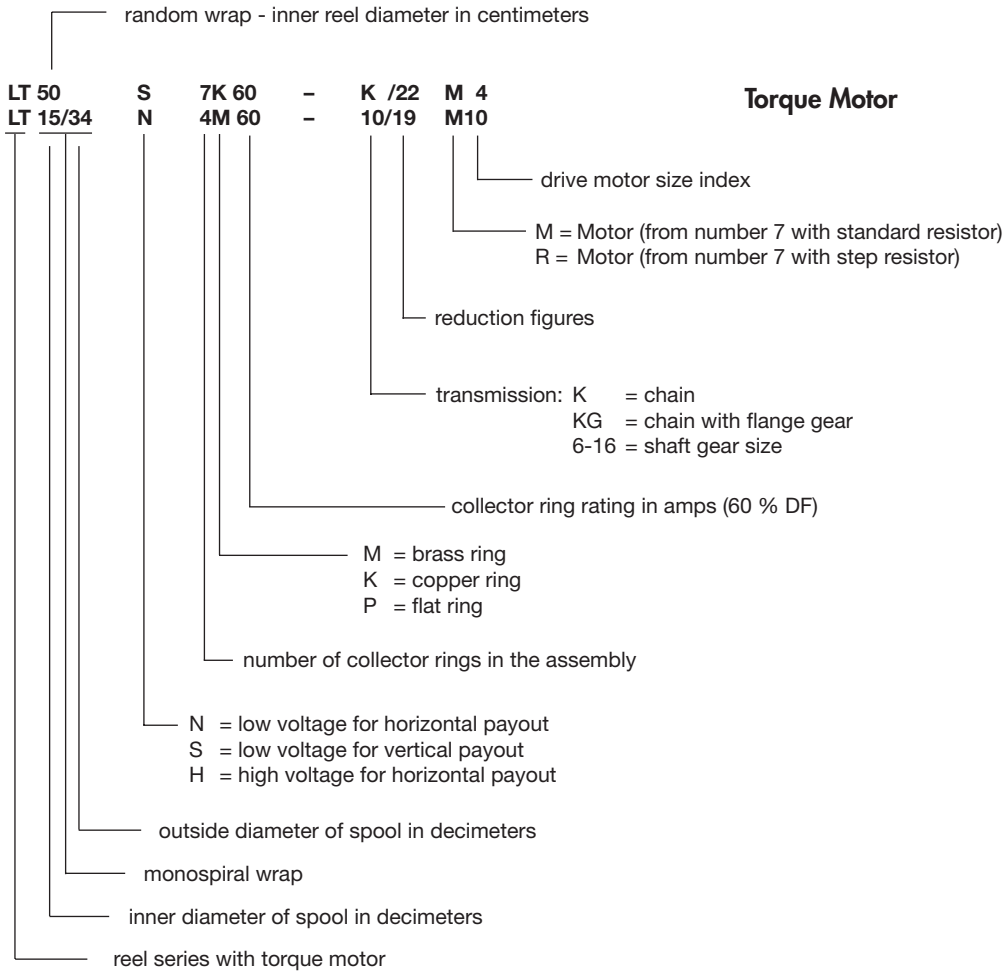 random wrap - inner reel diameter in centimeters
LT 50 S 7K 60 – K /22 M 4
Torque Motor
LT 15/34 N 4M 60 – 10/19 M10
drive motor size index
M = Motor (from number 7 with standard resistor)
R = Motor (from number 7 with step resistor)
reduction figures
transmission: K = chain
KG = chain with flange gear
6-16 = shaft gear size
collector ring rating in amps (60 % DF)
M = brass ring
K = copper ring
P = flat ring
number of collector rings in the assembly
N = low voltage for horizontal payout
S = low voltage for vertical payout
H = high voltage for horizontal payout
outside diameter of spool in decimeters
monospiral wrap
inner diameter of spool in decimeters
reel series with torque motor